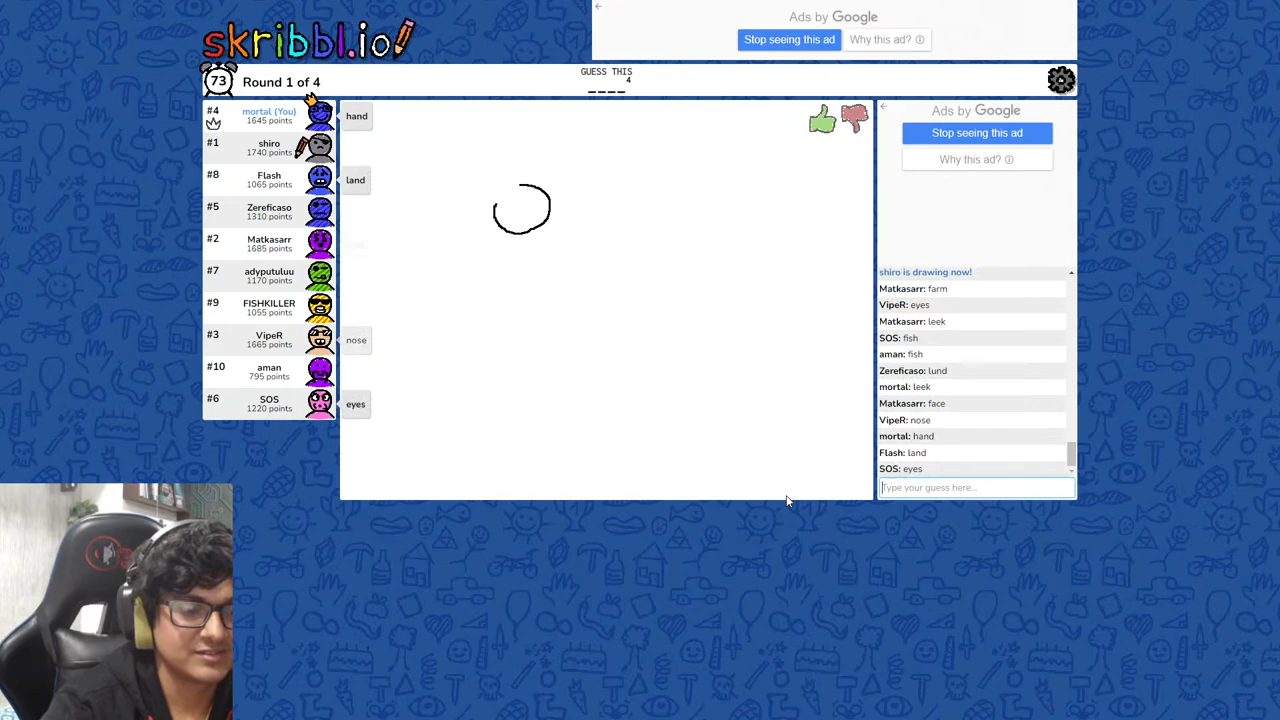 skribbl.io
Ads by Google
Stop seeing this ad
Why this ad?
73
Round 1 of 4
GUESS THIS
4
____
#4
mortal (You)
1645 points
hand
#1
shiro
1740 points
#8
Flash
1065 points
land
#5
Zereficaso
1310 points
#2
Matkasarr
1685 points
#7
adyputuluu
1170 points
#9
FISHKILLER
1055 points
#3
VipeR
1665 points
nose
#10
aman
795 points
#6
SOS
1220 points
eyes
Ads by Google
Stop seeing this ad
Why this ad?
shiro is drawing now!
Matkasarr: farm
VipeR: eyes
Matkasarr: leek
SOS: fish
aman: fish
Zereficaso: lund
mortal: leek
Matkasarr: face
VipeR: nose
mortal: hand
Flash: land
SOS: eyes
Type your guess here...